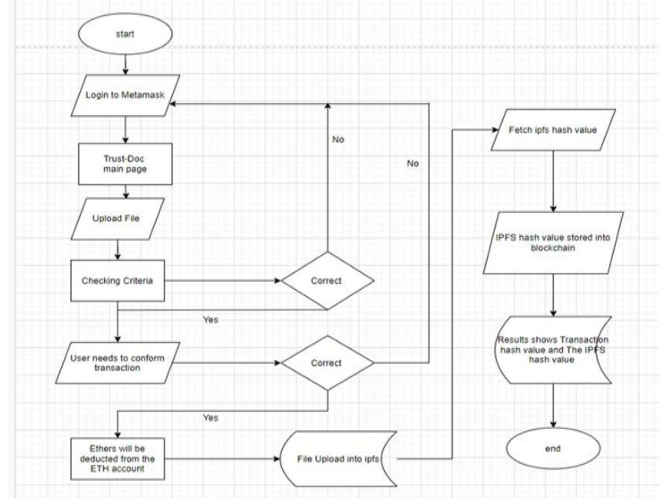 start
Login to Metamask
Trust-Doc
main page
Upload File
Checking Criteria
Correct
No
Yes
User needs to conform
transaction
Correct
No
Yes
Ethers will be
deducted from the
ETH account
File Upload into ipfs
Fetch ipfs hash value
IPFS hash value stored into
blockchain
Results shows Transaction
hash value and The IPFS
hash value
end